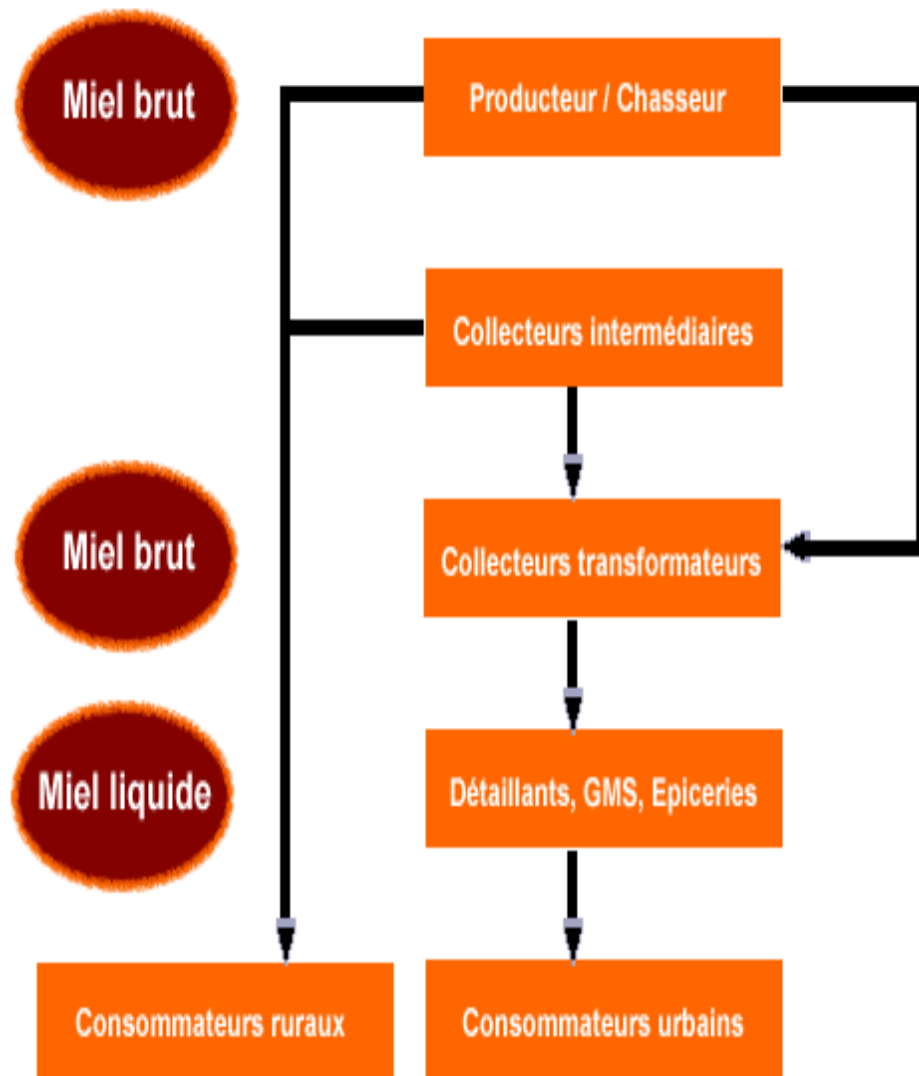 Miel brut
Producteur / Chasseur
Collecteurs intermédiaires
Miel brut
Collecteurs transformateurs
Miel liquide
Détaillants, GMS, Epiceries
Consommateurs ruraux
Consommateurs urbains